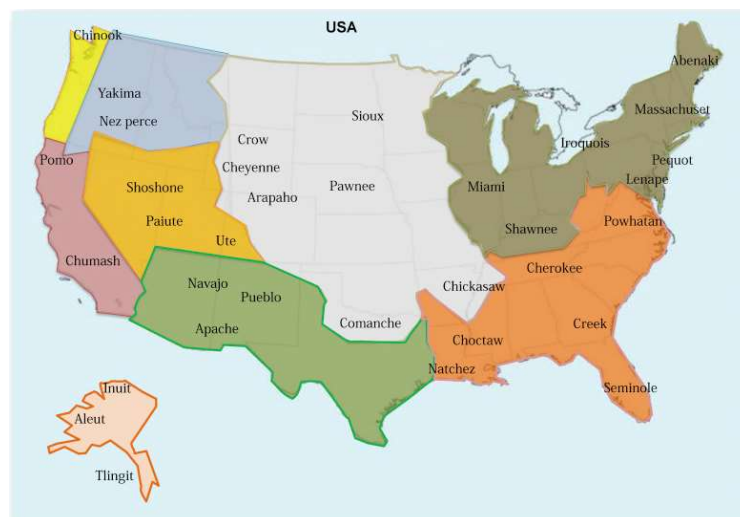 USA
Chinook
Abenaki
Yakima
Massachuset
Sioux
Nez perce
Crow
Iroquois
Pomo
Pequot
Cheyenne
Lenape
Shoshone
Pawnee
Miami
Arapaho
Paiute
Powhatan
Shawnee
Ute
Chumash
Cherokee
Navajo
Chickasaw
Pueblo
Comanche
Creek
Apache
Choctaw
Natchez
Inuit
Seminole
Aleut
Tlingit